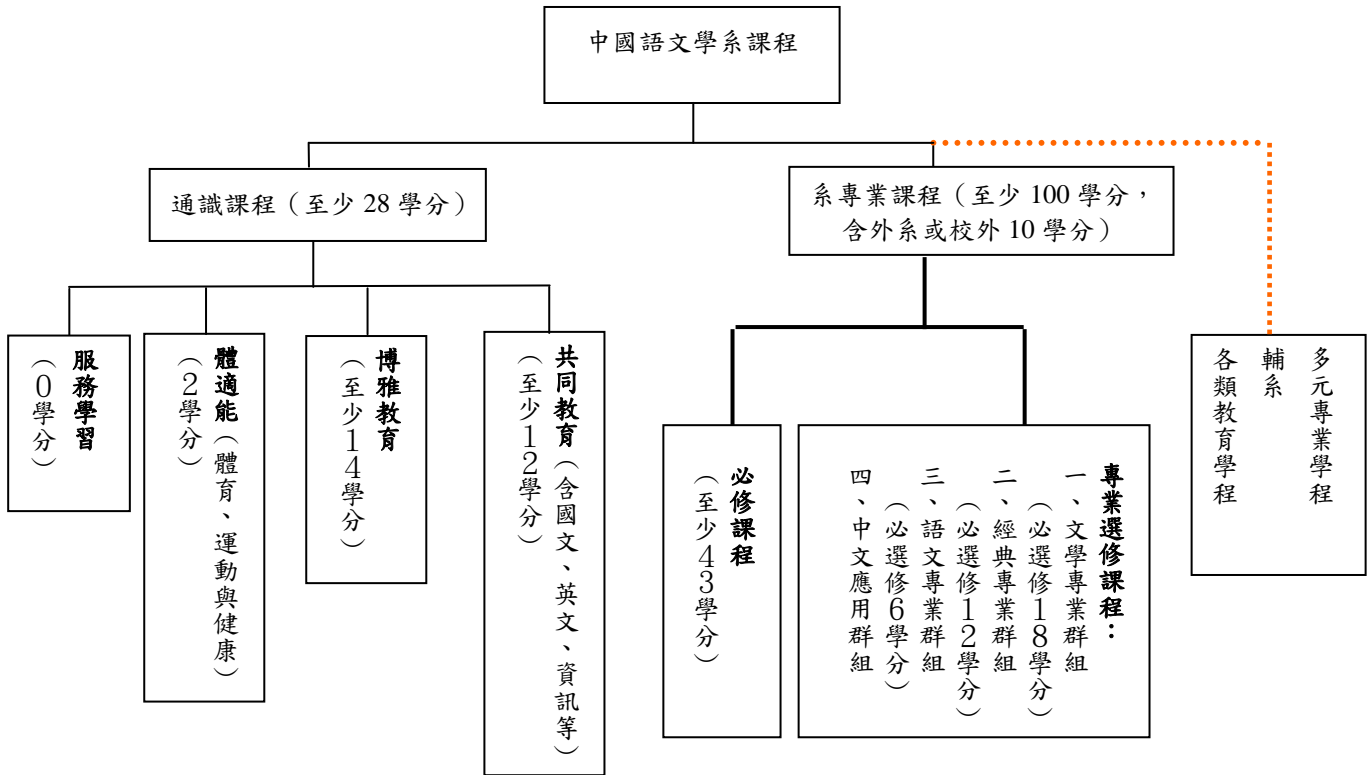 中國語文學系課程
通識課程（至少 28 學分）
系專業課程（至少 100 學分，
含外系或校外 10 學分）
服務學習
（0學分）
體適能（體育、運動與健康）
（2學分）
博雅教育
（至少14學分）
共同教育（含國文、英文、資訊等）
（至少12學分）
必修課程
（至少43學分）
專業選修課程：
一、文學專業群組
（必選修18學分）
二、經典專業群組
（必選修12學分）
三、語文專業群組
（必選修6學分）
四、中文應用群組
多元專業學程
輔系
各類教育學程